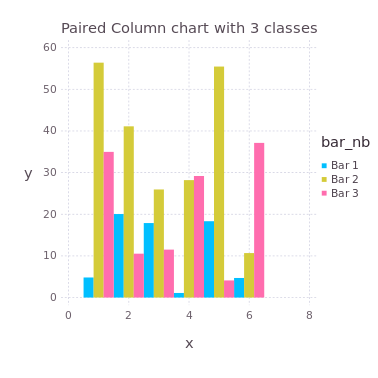 Paired Column chart with 3 classes
60
50
40
30
20
10
0
y
0 2 4 6 8
x
bar_nb
Bar 1
Bar 2
Bar 3